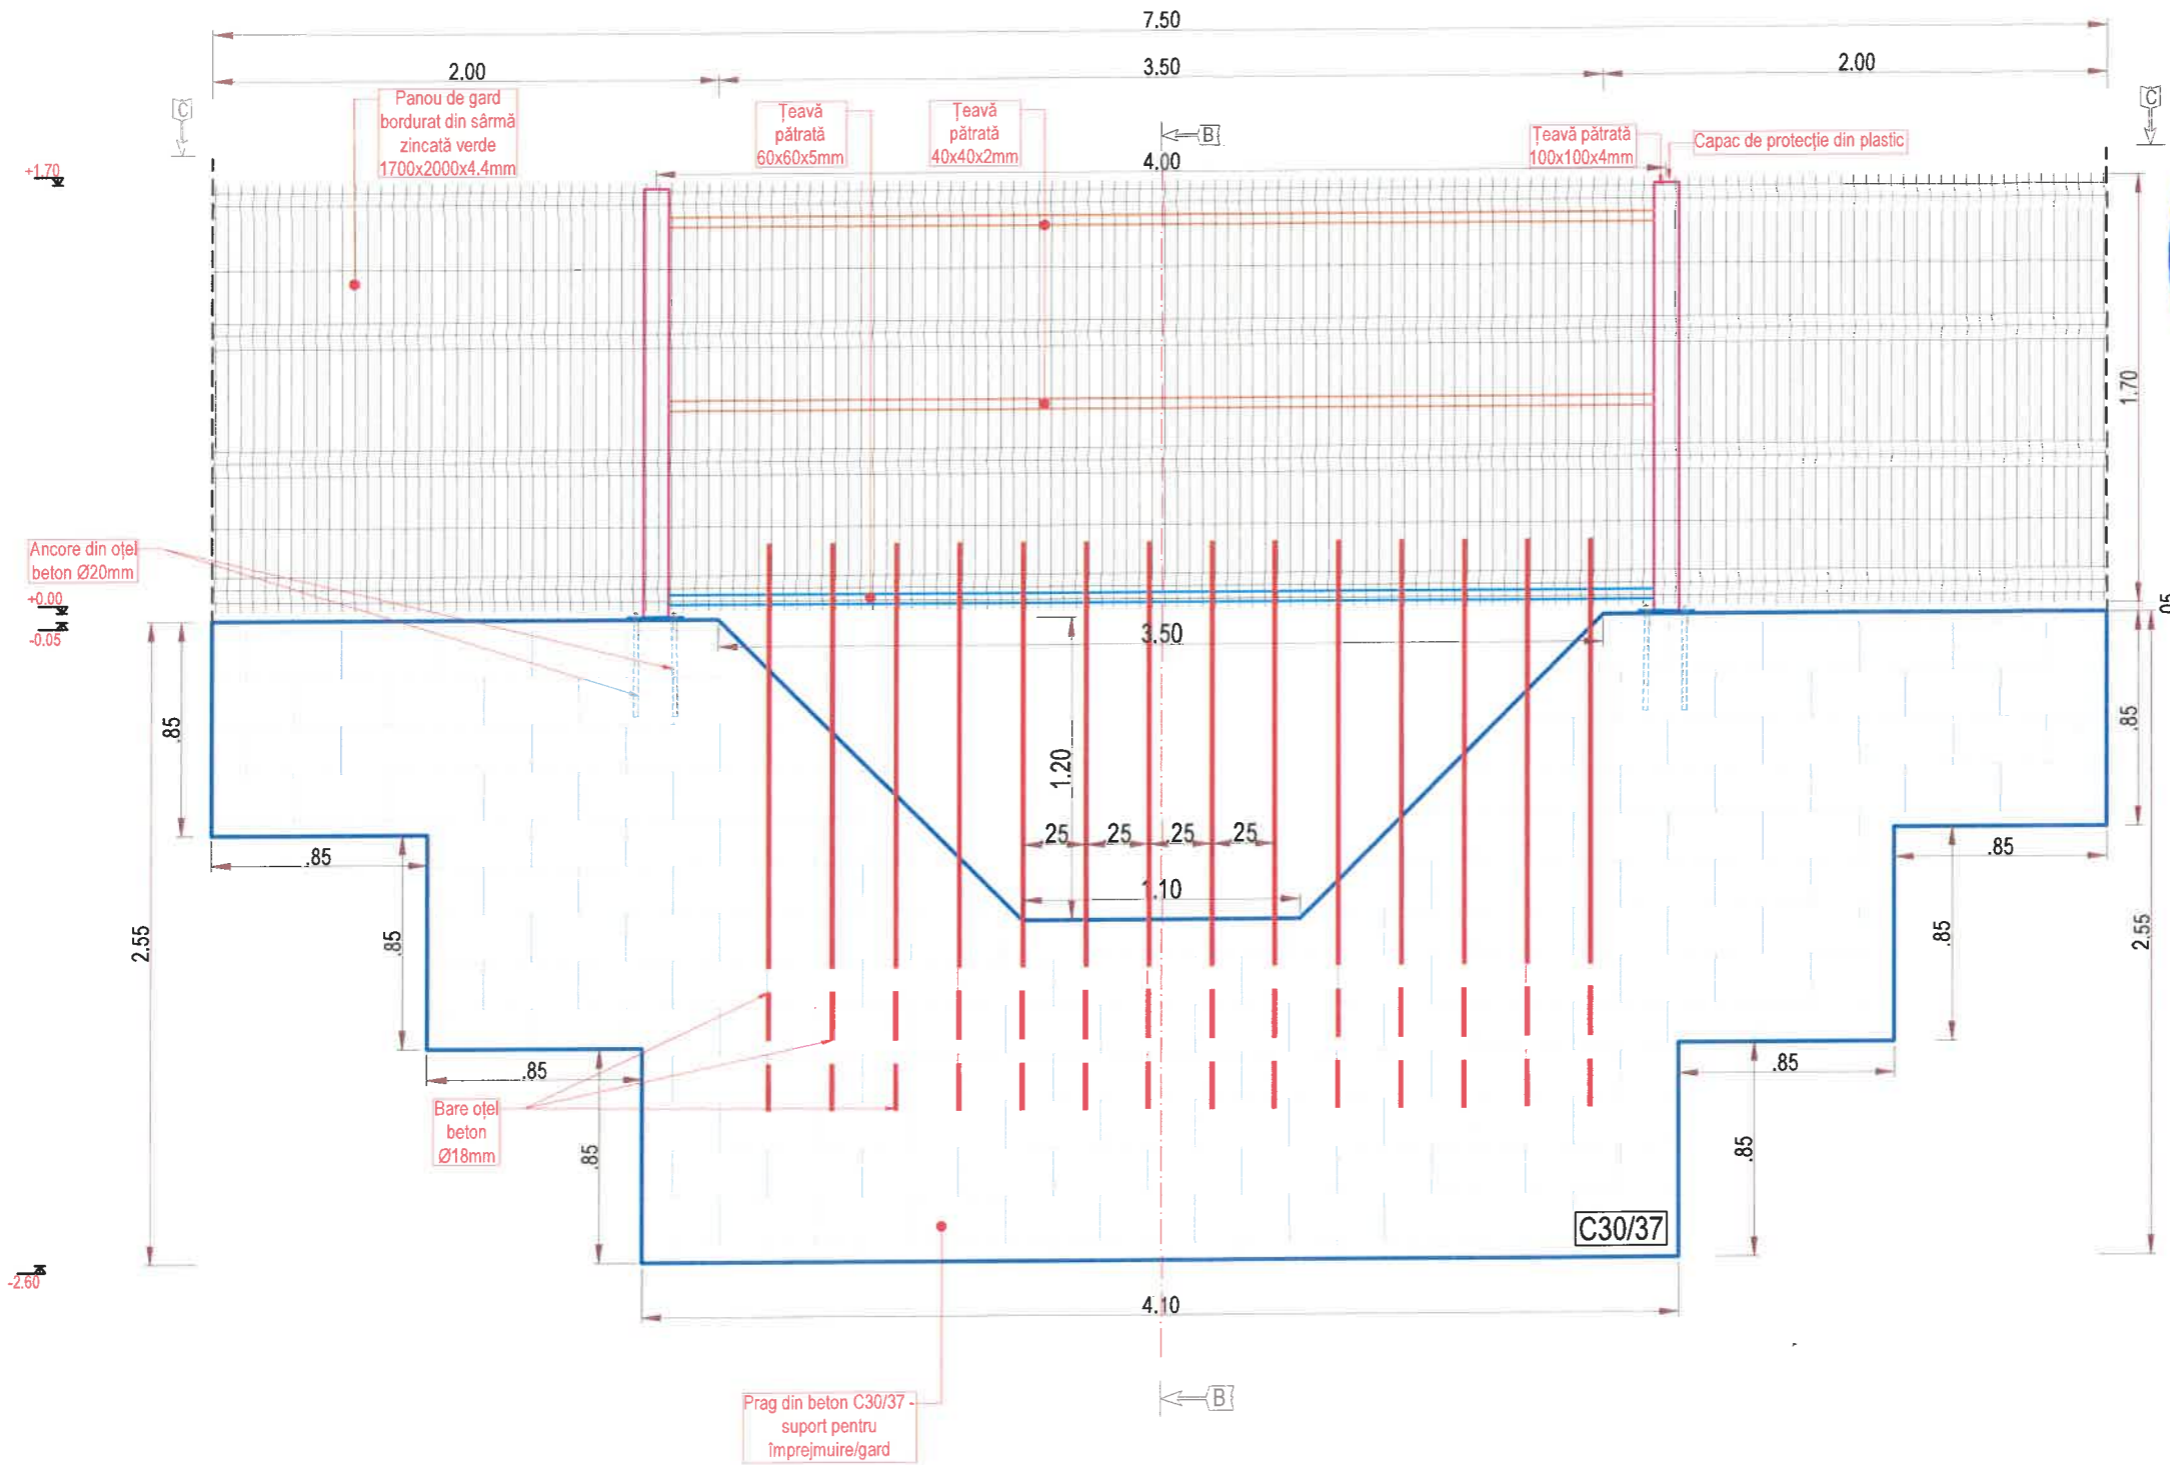 7.50
2.00
3.50
2.00
C
C
Panou de gard
bordurat din sârmă
zincată verde
1700x2000x4.4mm
Țeavă
pătrată
60x60x5mm
Țeavă
pătrată
40x40x2mm
B
Țeavă pătrată
100x100x4mm
Capac de protecție din plastic
4.00
+1.70
1.70
Ancore din oțel
beton Ø20mm
+0.00
-0.05
.05
3.50
.85
1.20
.85
.25
.25
.25
.25
.85
.85
1.10
2.55
.85
.85
2.55
.85
.85
Bare oțel
beton
Ø18mm
.85
.85
C30/37
-2.60
4.10
B
Prag din beton C30/37 -
suport pentru
împrejmuire/gard